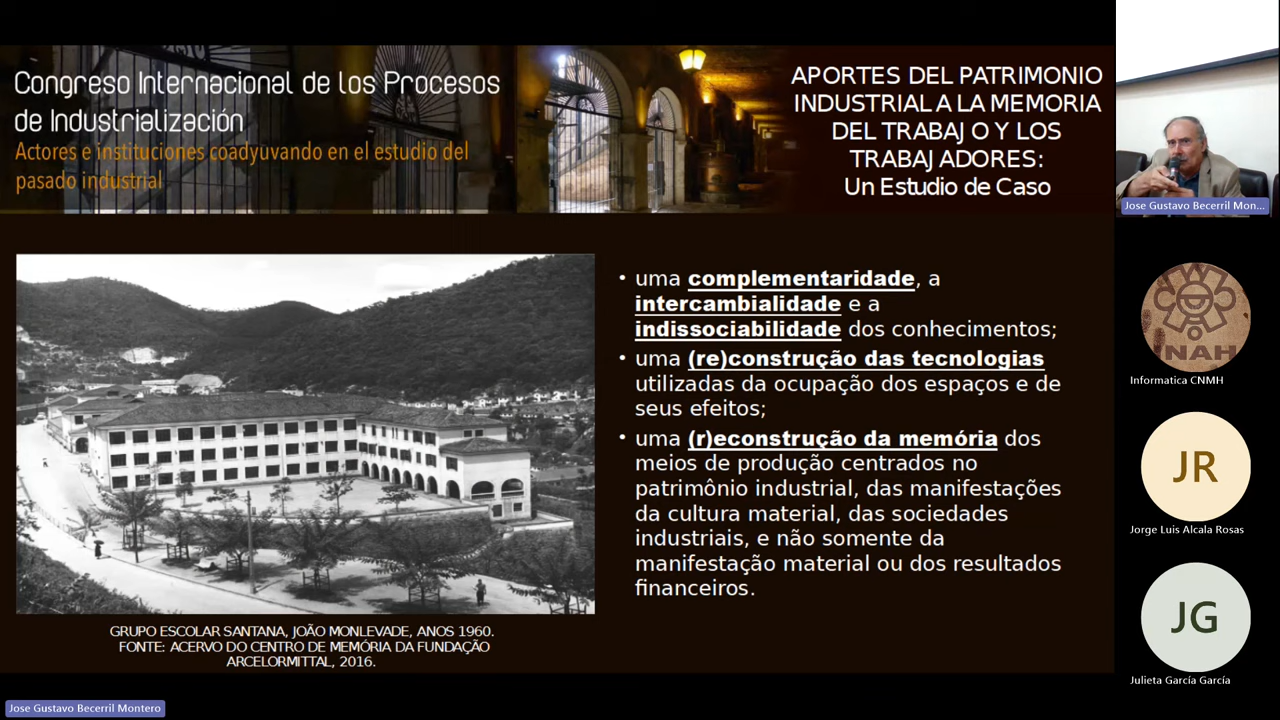 Congreso Internacional de los Procesos
de Industrialización
Actores e instituciones coadyuvando en el estudio del
pasado industrial
APORTES DEL PATRIMONIO
INDUSTRIAL A LA MEMORIA
DEL TRABAJO Y LOS
TRABAJADORES:
Un Estudio de Caso
• uma complementaridade, a
intercambialidade e a
indissociabilidade dos conhecimentos;
• uma (re)construção das tecnologias
utilizadas da ocupação dos espaços e de
seus efeitos;
• uma (r)econstrução da memória dos
meios de produção centrados no
patrimônio industrial, das manifestações
da cultura material, das sociedades
industriais, e não somente da
manifestação material ou dos resultados
financeiros.
GRUPO ESCOLAR SANTANA, JOÃO MONLEVADE, ANOS 1960.
FONTE: ACERVO DO CENTRO DE MEMÓRIA DA FUNDAÇÃO
ARCELORMITTAL, 2016.
Jose Gustavo Becerril Mon...
INAH
Informatica CNMH
JR
Jorge Luis Alcala Rosas
JG
Julieta García García
Jose Gustavo Becerril Montero